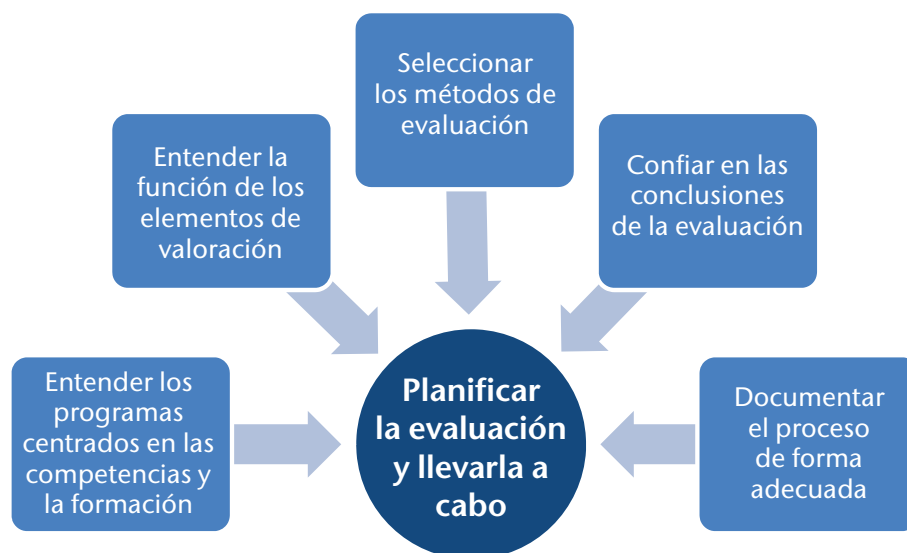 Seleccionar
los métodos de
evaluación
Entender la
función de los
elementos de
valoración
Confiar en las
conclusiones
de la evaluación
Entender los
programas
centrados en las
competencias y
la formación
Planificar
la evaluación
y llevarla a
cabo
Documentar
el proceso
de forma
adecuada